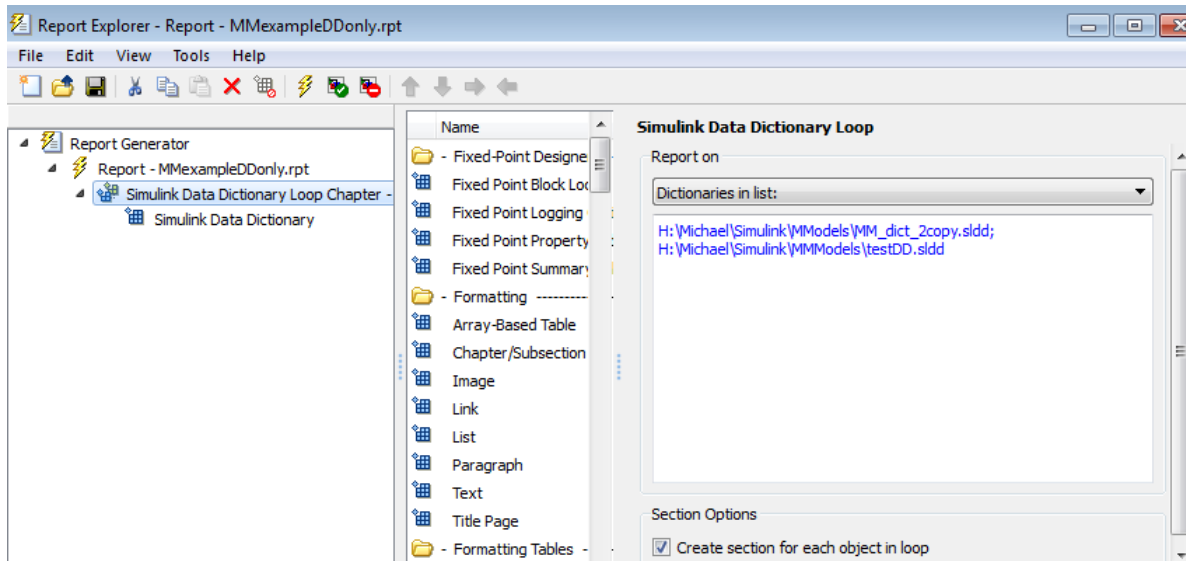 Report Explorer - Report - MMexampleDDonly.rpt
File Edit View Tools Help
Report Generator
Report - MMexampleDDonly.rpt
Simulink Data Dictionary Loop Chapter -
Simulink Data Dictionary
Name
- Fixed-Point Designe
Fixed Point Block Loo
Fixed Point Logging
Fixed Point Property
Fixed Point Summary
- Formatting ----------
Array-Based Table
Chapter/Subsection
Image
Link
List
Paragraph
Text
Title Page
- Formatting Tables -
Simulink Data Dictionary Loop
Report on
Dictionaries in list:
H:\Michael\Simulink\MModels\MM_dict_2copy.sldd;
H:\Michael\Simulink\MMModels\testDD.sldd
Section Options
Create section for each object in loop